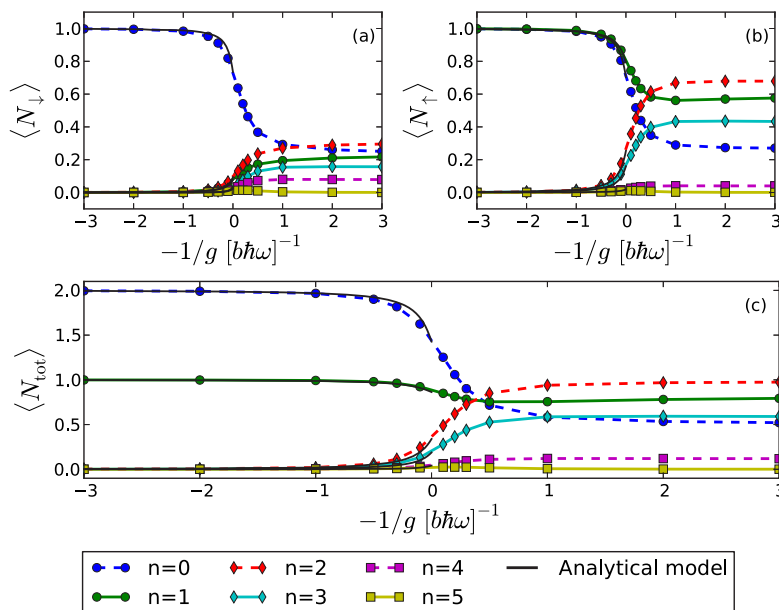 (a)
⟨N↓⟩
1.0
0.8
0.6
0.4
0.2
0.0
−3 −2 −1 0 1 2 3
−1/g [bħω]⁻¹
(b)
⟨N↑⟩
1.0
0.8
0.6
0.4
0.2
0.0
−3 −2 −1 0 1 2 3
−1/g [bħω]⁻¹
(c)
⟨Ntot⟩
2.0
1.5
1.0
0.5
0.0
−3 −2 −1 0 1 2 3
−1/g [bħω]⁻¹
n=0 n=2 n=4 Analytical model
n=1 n=3 n=5